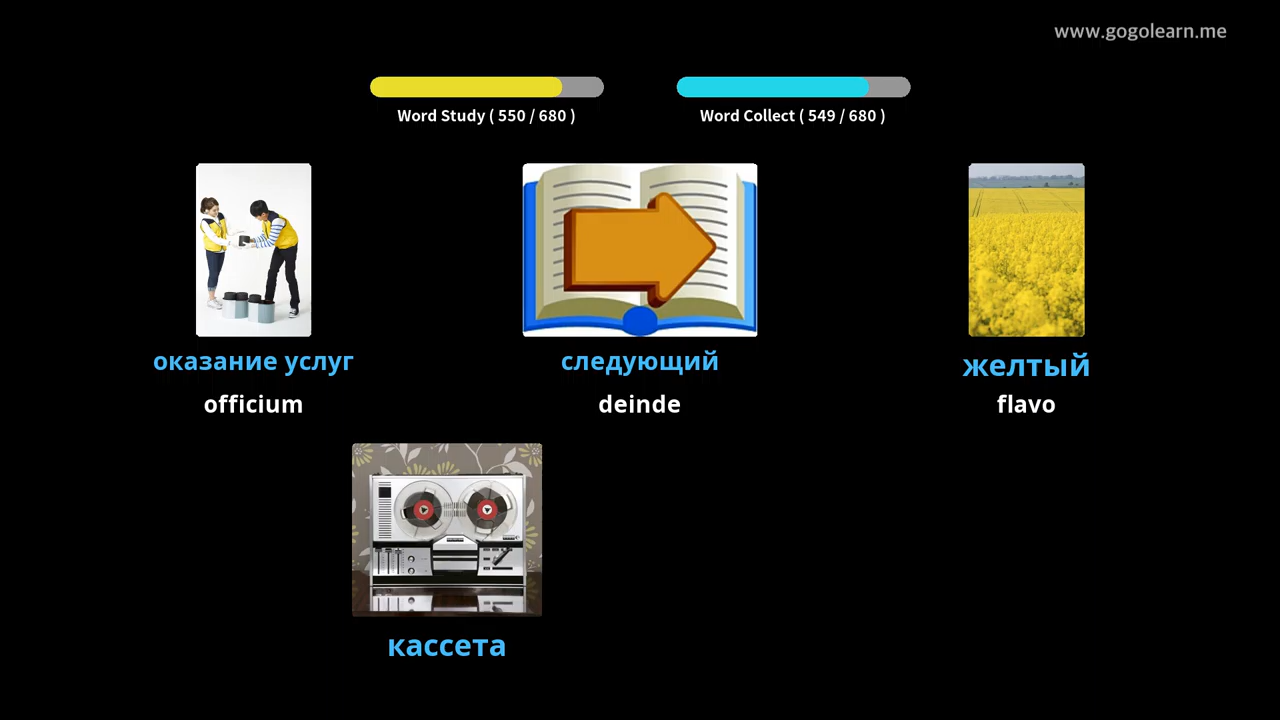 www.gogolearn.me
Word Study ( 550 / 680 )
Word Collect ( 549 / 680 )
оказание услуг
следующий
желтый
officium
deinde
flavo
кассета